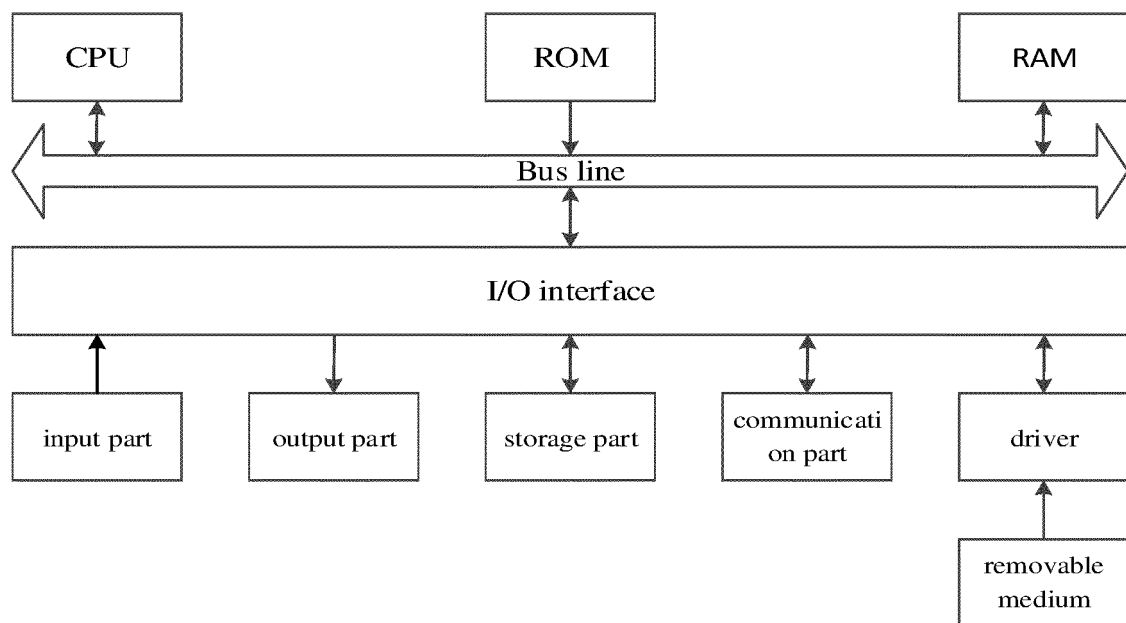 CPU
ROM
RAM
Bus line
I/O interface
input part
output part
storage part
communicati
on part
driver
removable
medium